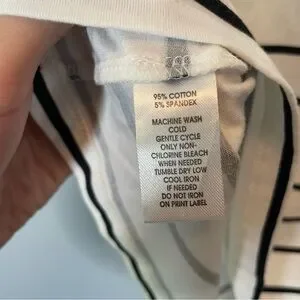 95% COTTON
5% SPANDEX
MACHINE WASH
COLD
GENTLE CYCLE
ONLY NON-
CHLORINE BLEACH
WHEN NEEDED
TUMBLE DRY LOW
COOL IRON
IF NEEDED
DO NOT IRON
ON PRINT LABEL